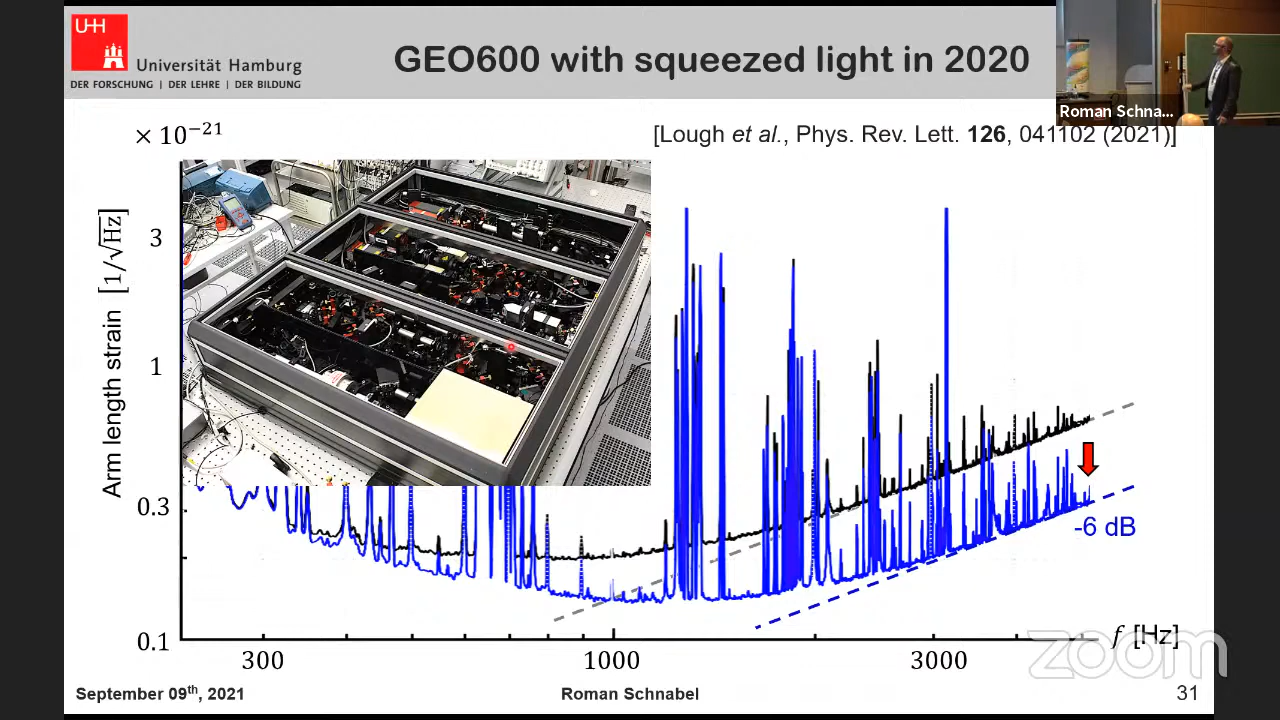 UHH
Universität Hamburg
DER FORSCHUNG | DER LEHRE | DER BILDUNG
GEO600 with squeezed light in 2020
Roman Schna...
× 10⁻²¹
[Lough et al., Phys. Rev. Lett. 126, 041102 (2021)]
Arm length strain [1/√Hz]
3
1
0.3
0.1
-6 dB
f [Hz]
300
1000
3000
zoom
September 09th, 2021
Roman Schnabel
31